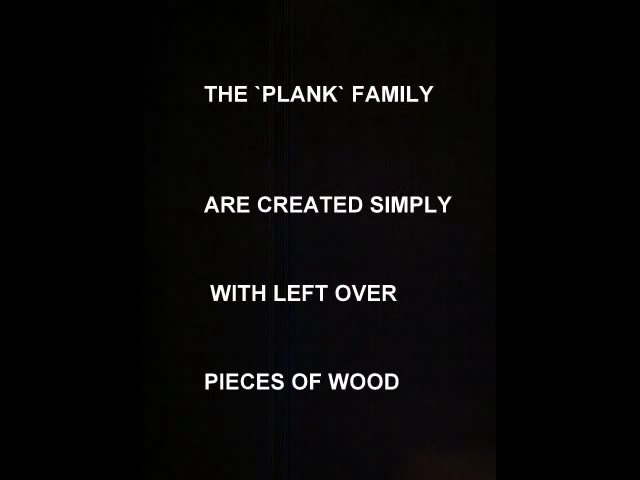 THE `PLANK` FAMILY
ARE CREATED SIMPLY
WITH LEFT OVER
PIECES OF WOOD